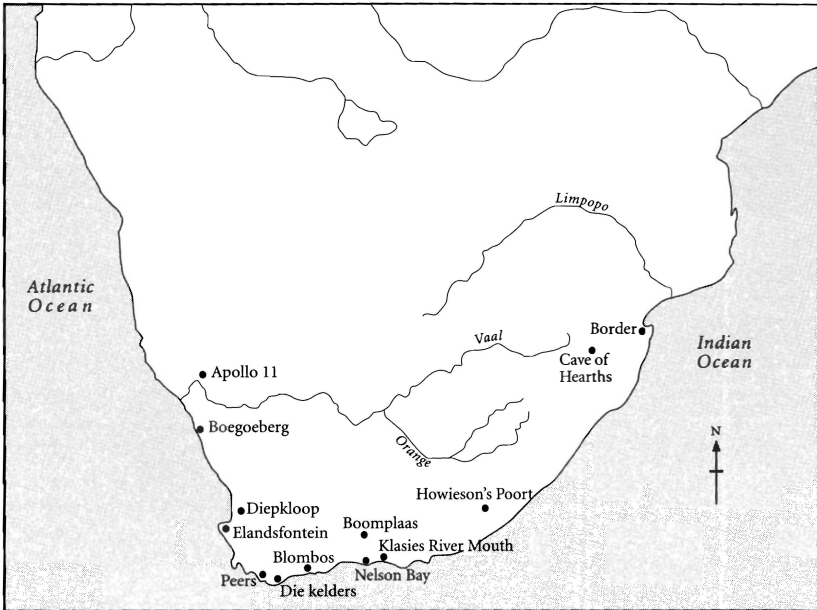 Limpopo
Atlantic
Ocean
Vaal
Border
Indian
Ocean
Cave of
Hearths
Apollo 11
Boegoeberg
N
Orange
Howieson's Poort
Diepkloop
Elandsfontein
Boomplaas
Klasies River Mouth
Blombos
Nelson Bay
Peers
Die kelders